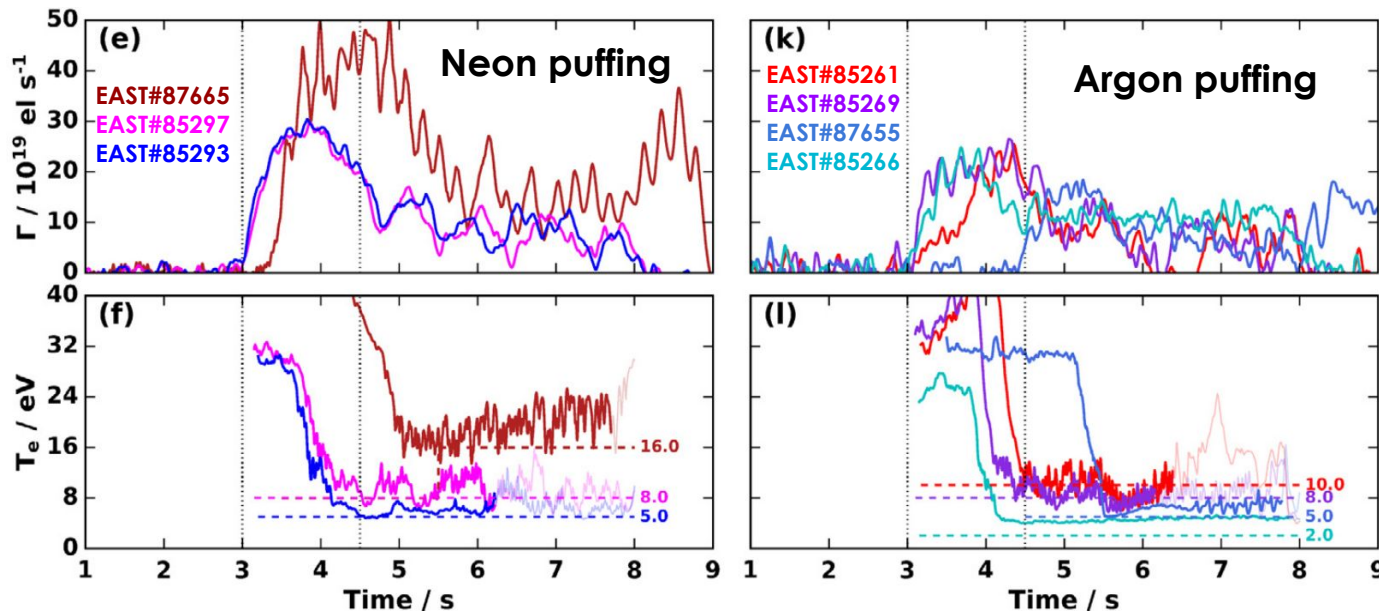 (e)
Neon puffing
EAST#87665
EAST#85297
EAST#85293
Γ / 10¹⁹ el s⁻¹
50
40
30
20
10
0
(k)
Argon puffing
EAST#85261
EAST#85269
EAST#87655
EAST#85266
(f)
Tₑ / eV
40
32
24
16
8
0
16.0
8.0
5.0
1 2 3 4 5 6 7 8 9
Time / s
(l)
10.0
8.0
5.0
2.0
1 2 3 4 5 6 7 8 9
Time / s